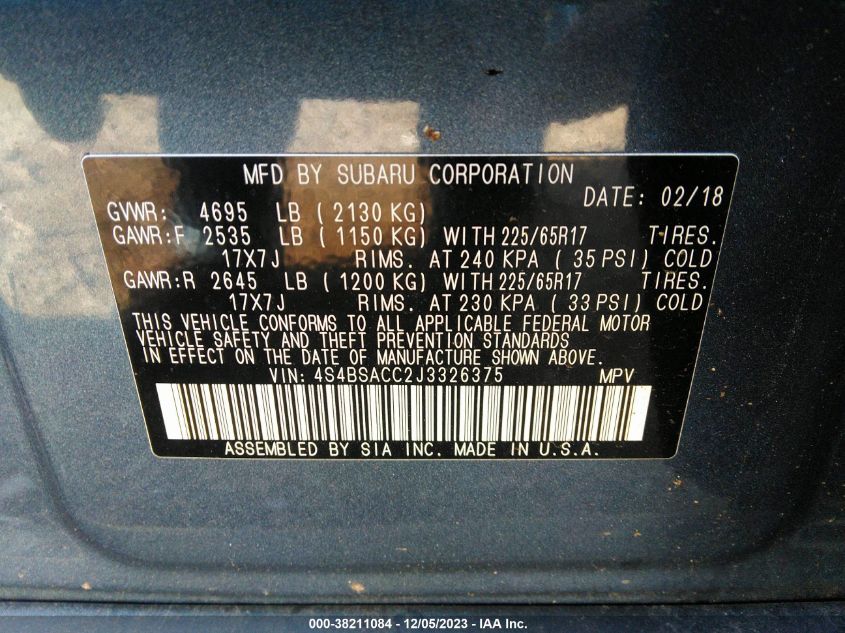 MFD BY SUBARU CORPORATION
DATE: 02/18
GVWR: 4695 LB ( 2130 KG)
GAWR:F 2535 LB ( 1150 KG) WITH 225/65R17 TIRES.
17X7J RIMS. AT 240 KPA ( 35 PSI) COLD
GAWR:R 2645 LB ( 1200 KG) WITH 225/65R17 TIRES.
17X7J RIMS. AT 230 KPA ( 33 PSI) COLD
THIS VEHICLE CONFORMS TO ALL APPLICABLE FEDERAL MOTOR
VEHICLE SAFETY AND THEFT PREVENTION STANDARDS
IN EFFECT ON THE DATE OF MANUFACTURE SHOWN ABOVE.
VIN: 4S4BSACC2J3326375 MPV
ASSEMBLED BY SIA INC. MADE IN U.S.A.
000-38211084 - 12/05/2023 - IAA Inc.